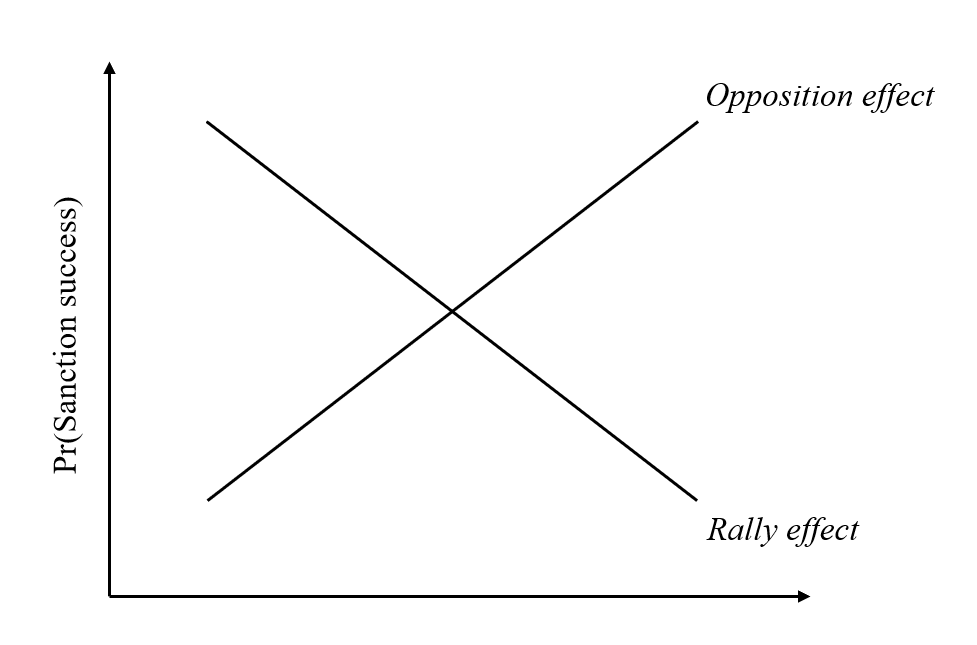 Opposition effect
Pr(Sanction success)
Rally effect